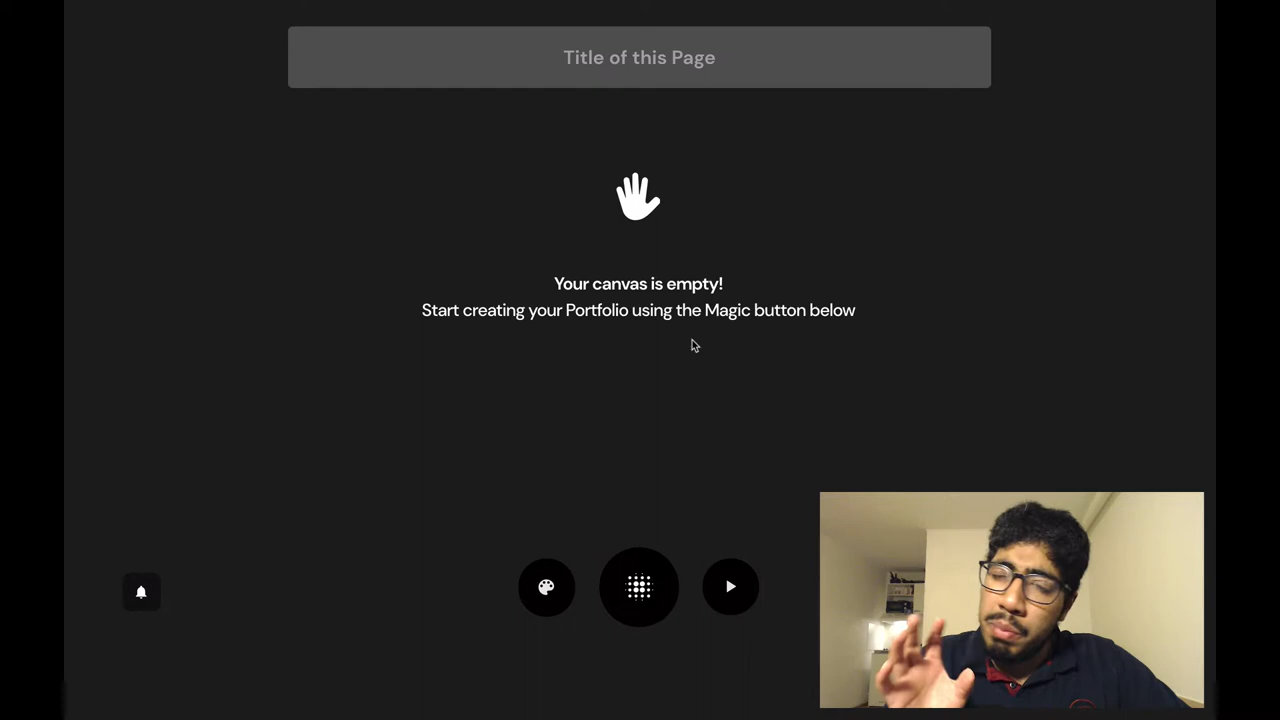 Title of this Page
Your canvas is empty!
Start creating your Portfolio using the Magic button below